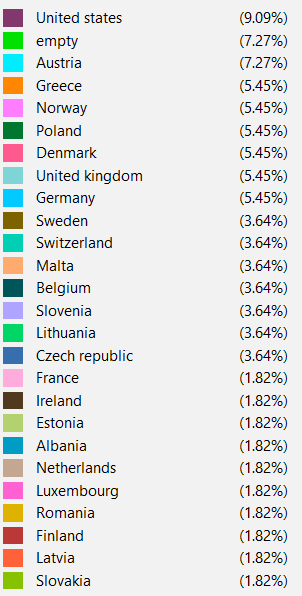 United states (9.09%)
empty (7.27%)
Austria (7.27%)
Greece (5.45%)
Norway (5.45%)
Poland (5.45%)
Denmark (5.45%)
United kingdom (5.45%)
Germany (5.45%)
Sweden (3.64%)
Switzerland (3.64%)
Malta (3.64%)
Belgium (3.64%)
Slovenia (3.64%)
Lithuania (3.64%)
Czech republic (3.64%)
France (1.82%)
Ireland (1.82%)
Estonia (1.82%)
Albania (1.82%)
Netherlands (1.82%)
Luxembourg (1.82%)
Romania (1.82%)
Finland (1.82%)
Latvia (1.82%)
Slovakia (1.82%)